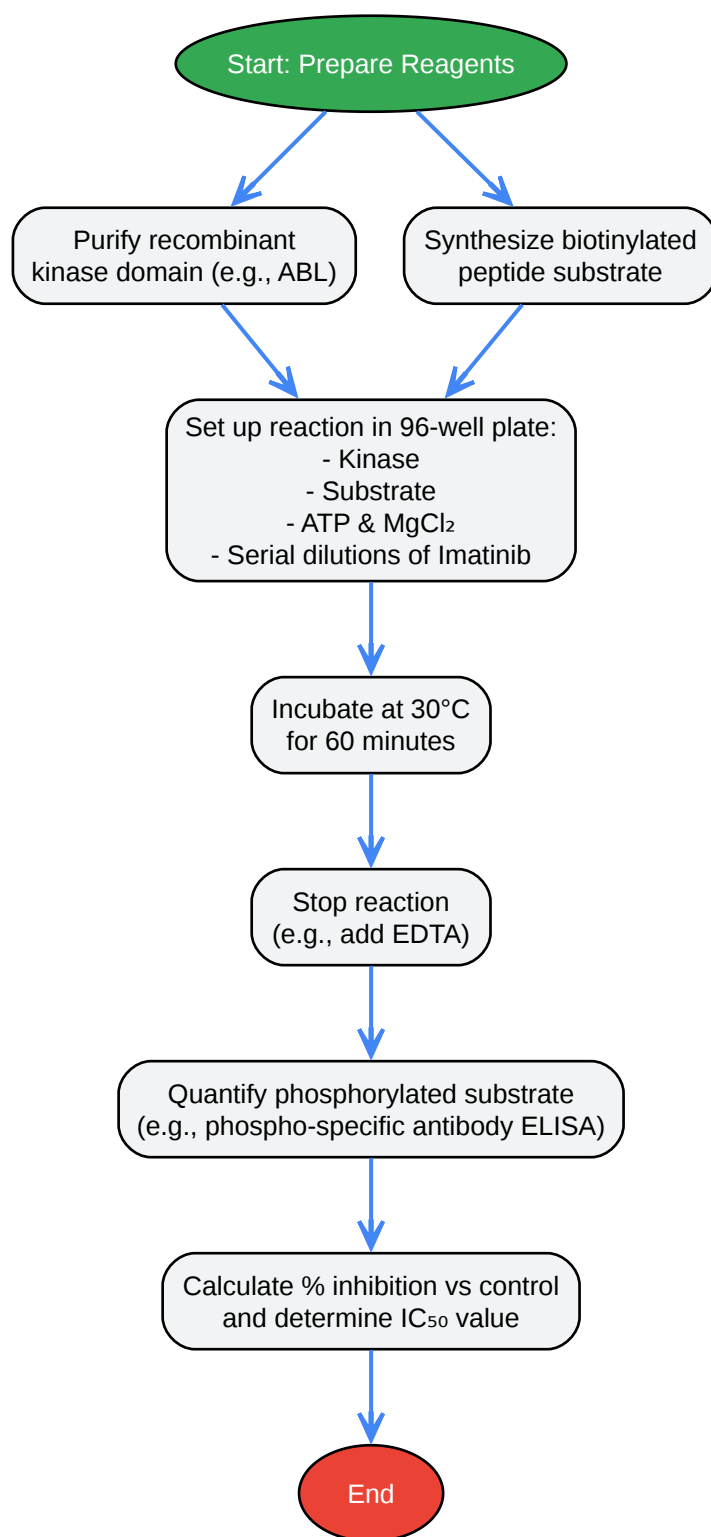 Start: Prepare Reagents
Purify recombinant
kinase domain (e.g., ABL)
Synthesize biotinylated
peptide substrate
Set up reaction in 96-well plate:
- Kinase
- Substrate
- ATP & MgCl₂
- Serial dilutions of Imatinib
Incubate at 30°C
for 60 minutes
Stop reaction
(e.g., add EDTA)
Quantify phosphorylated substrate
(e.g., phospho-specific antibody ELISA)
Calculate % inhibition vs control
and determine IC₅₀ value
End